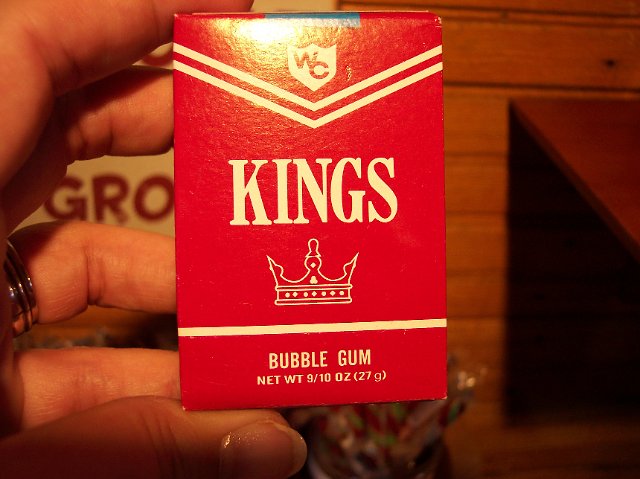 WC
GRO
KINGS
BUBBLE GUM
NET WT 9/10 OZ (27 g)